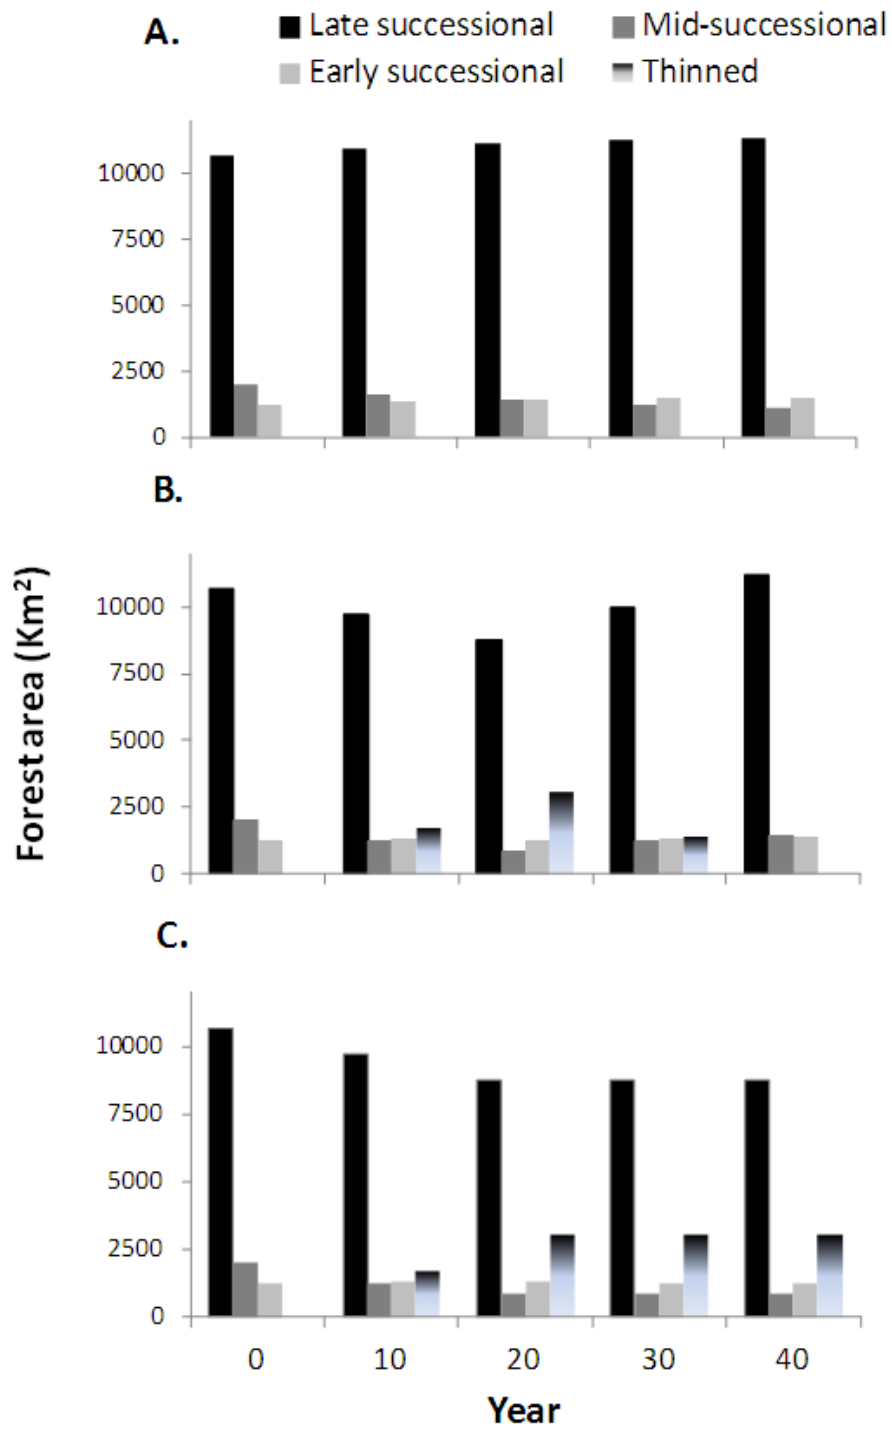 A.
Late successional
Mid-successional
Early successional
Thinned
10000
7500
5000
2500
0
B.
10000
7500
5000
2500
0
Forest area (Km²)
C.
10000
7500
5000
2500
0
0 10 20 30 40
Year